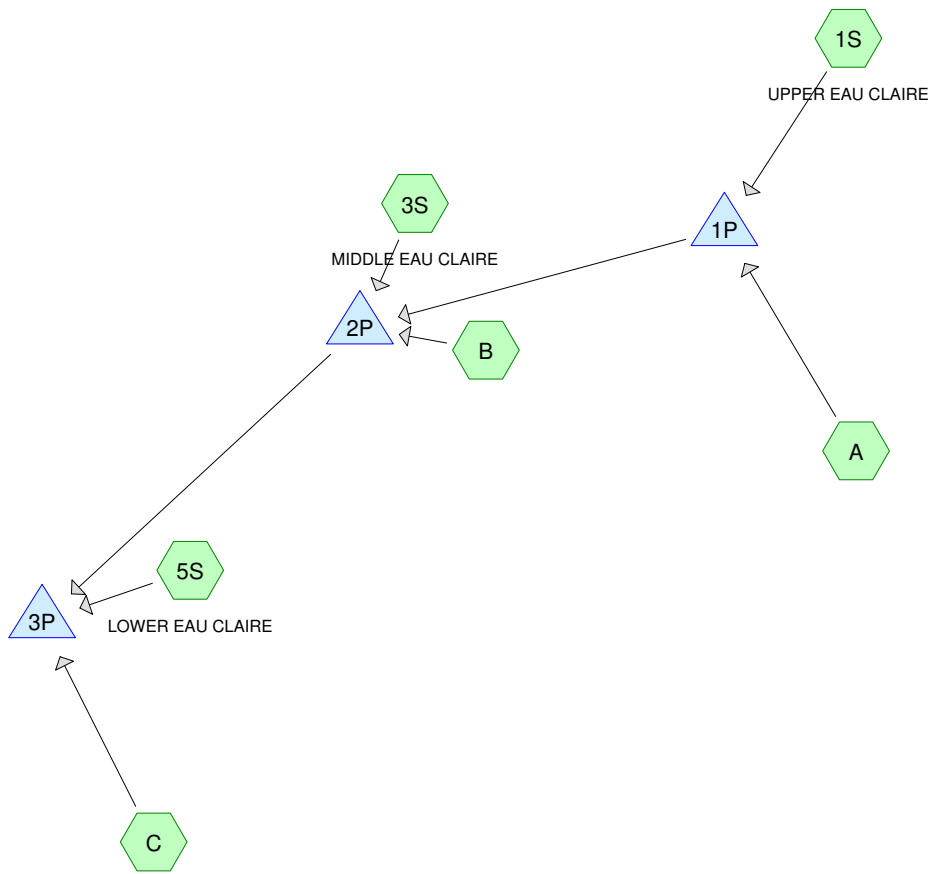 1S
UPPER EAU CLAIRE
3S
1P
MIDDLE EAU CLAIRE
2P
B
A
5S
3P
LOWER EAU CLAIRE
C